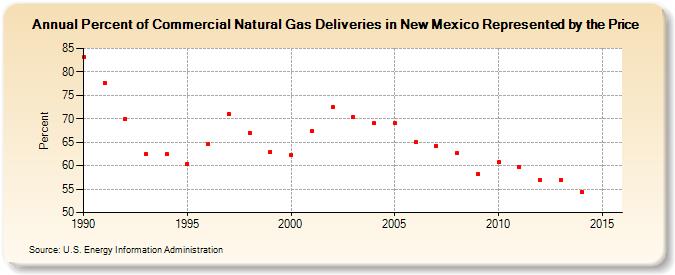 Annual Percent of Commercial Natural Gas Deliveries in New Mexico Represented by the Price
Percent
85
80
75
70
65
60
55
50
1990 1995 2000 2005 2010 2015
Source: U.S. Energy Information Administration